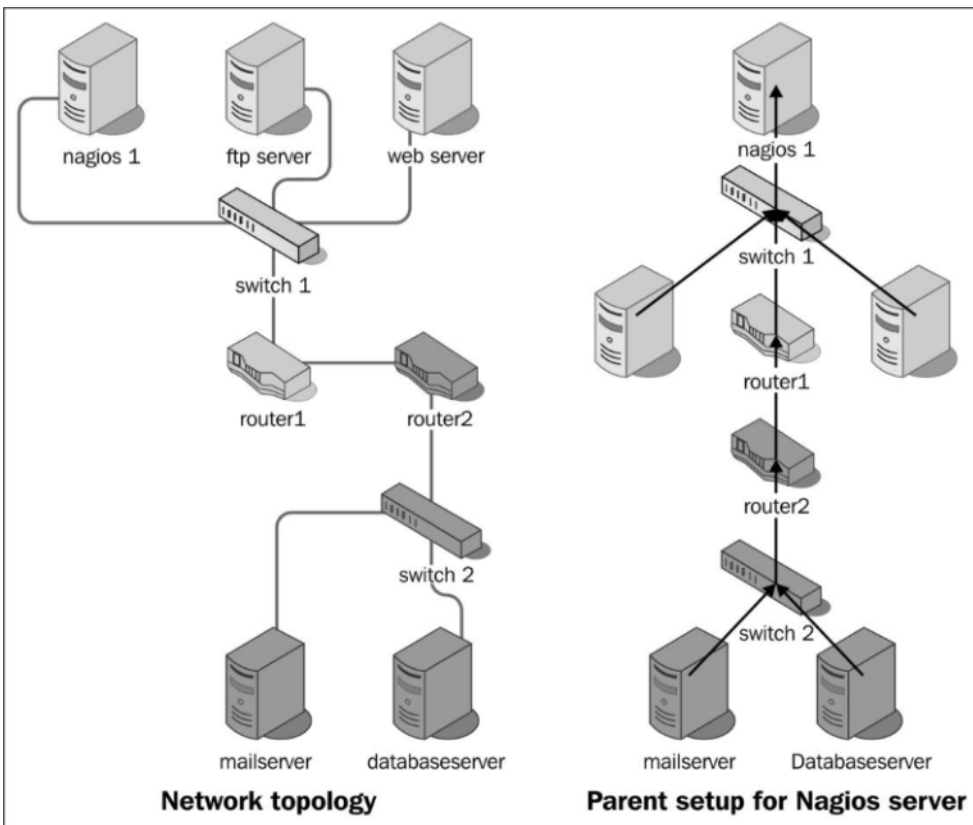 nagios 1
ftp server
web server
switch 1
router1
router2
switch 2
mailserver
databaseserver
Network topology
nagios 1
switch 1
router1
router2
switch 2
mailserver
Databaseserver
Parent setup for Nagios server